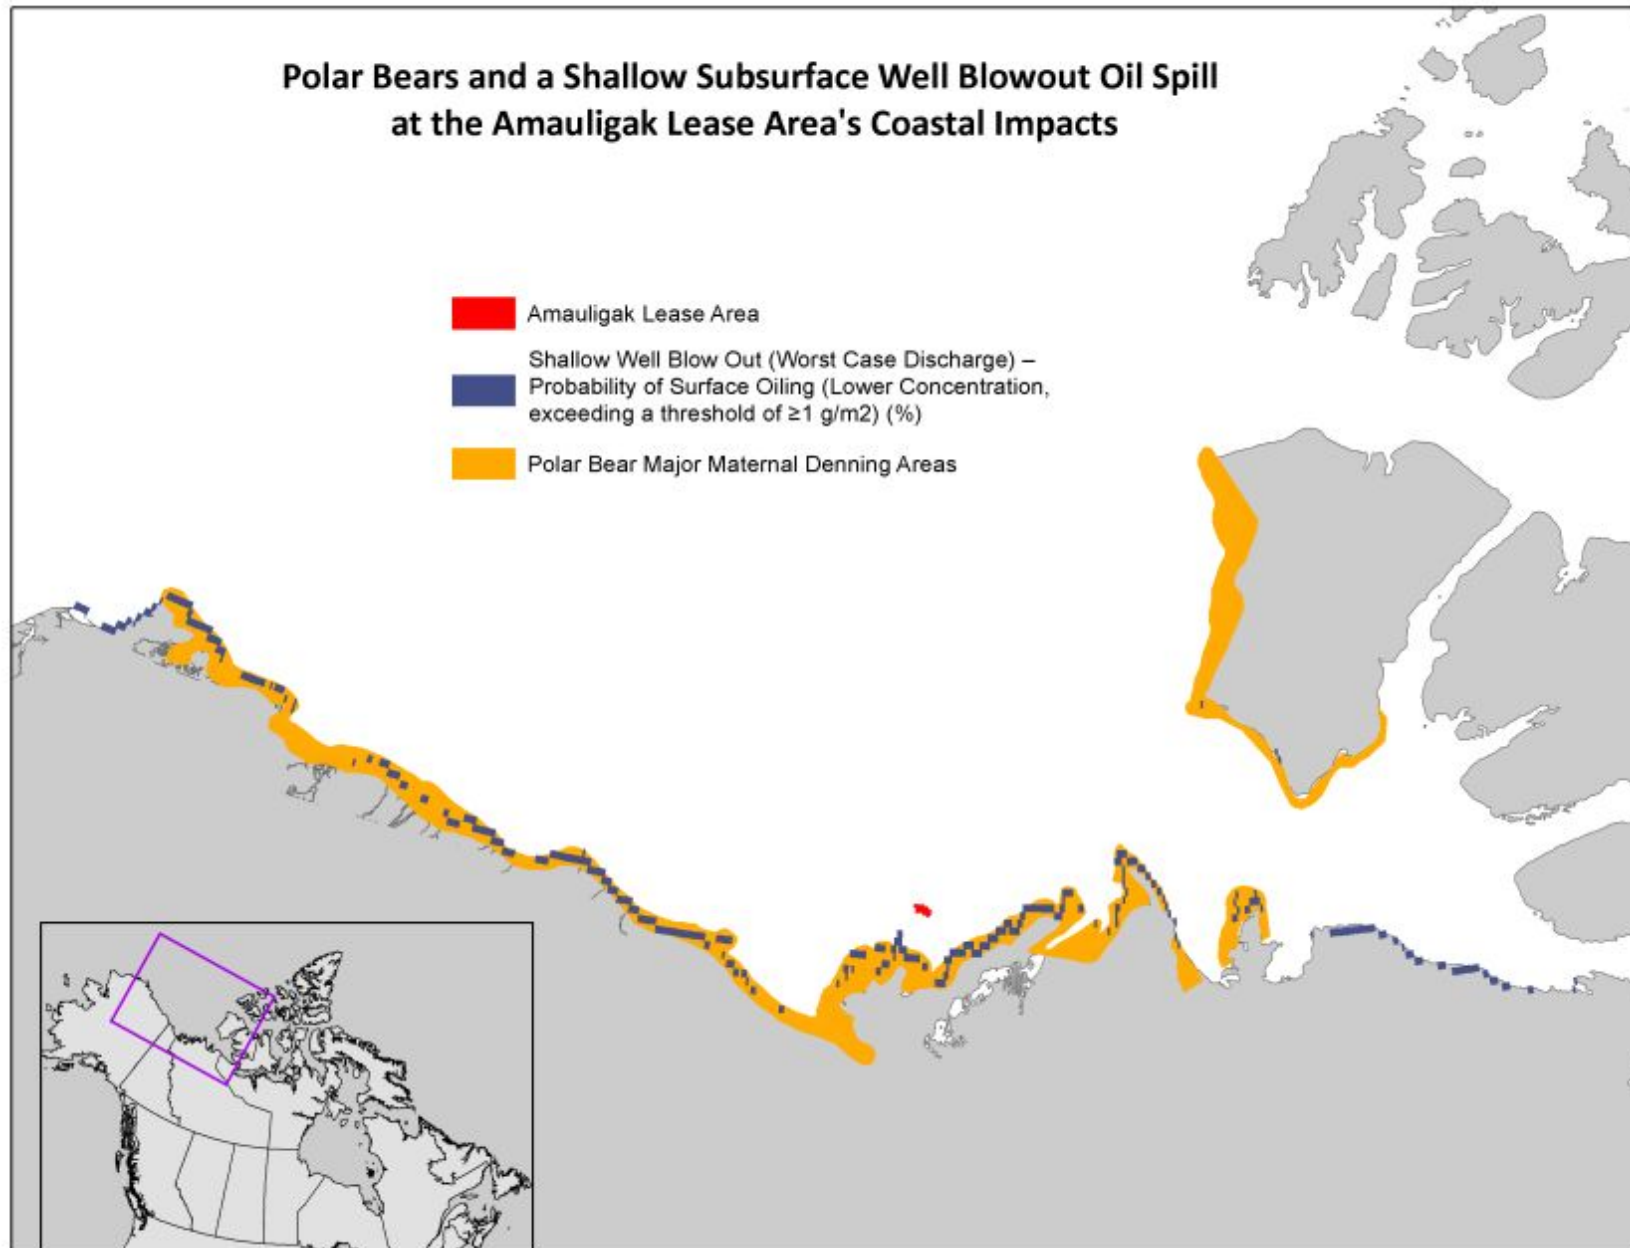 Polar Bears and a Shallow Subsurface Well Blowout Oil Spill
at the Amauligak Lease Area's Coastal Impacts
Amauligak Lease Area
Shallow Well Blow Out (Worst Case Discharge) –
Probability of Surface Oiling (Lower Concentration,
exceeding a threshold of ≥1 g/m2) (%)
Polar Bear Major Maternal Denning Areas